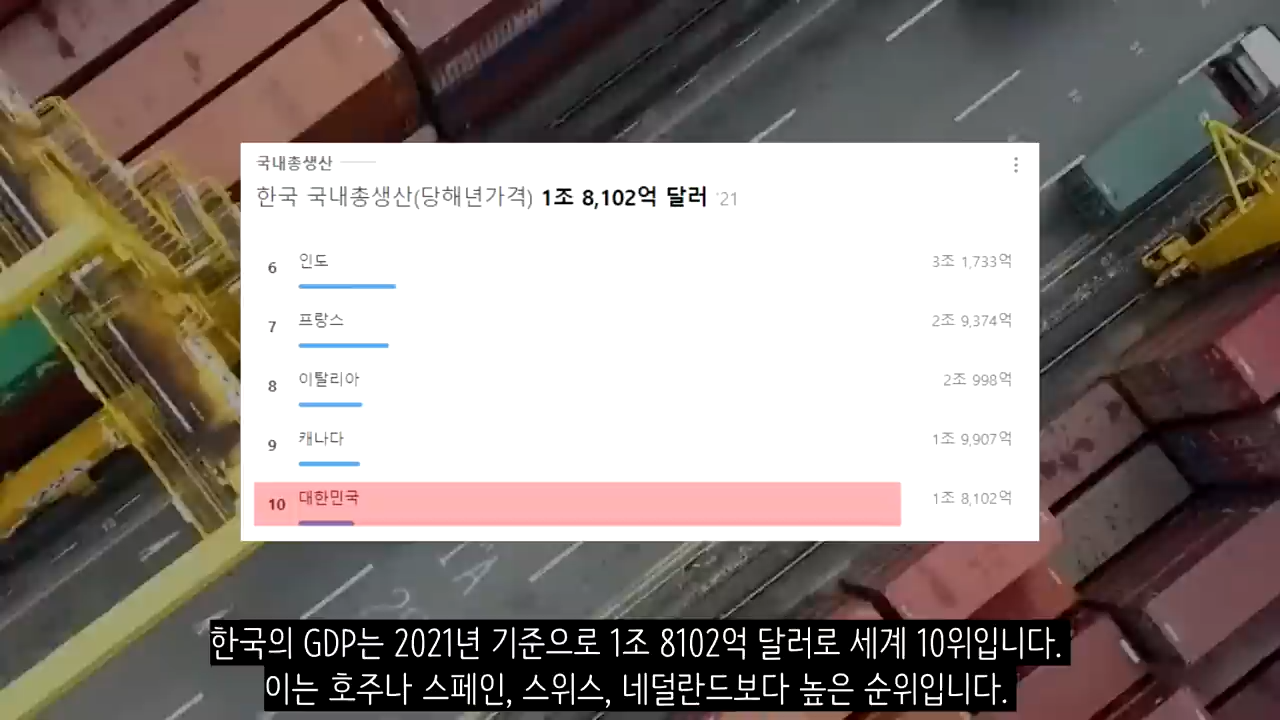 국내총생산
한국 국내총생산(당해년가격) 1조 8,102억 달러 '21
6 인도 3조 1,733억
7 프랑스 2조 9,374억
8 이탈리아 2조 998억
9 캐나다 1조 9,907억
10 대한민국 1조 8,102억
한국의 GDP는 2021년 기준으로 1조 8102억 달러로 세계 10위입니다.
이는 호주나 스페인, 스위스, 네덜란드보다 높은 순위입니다.